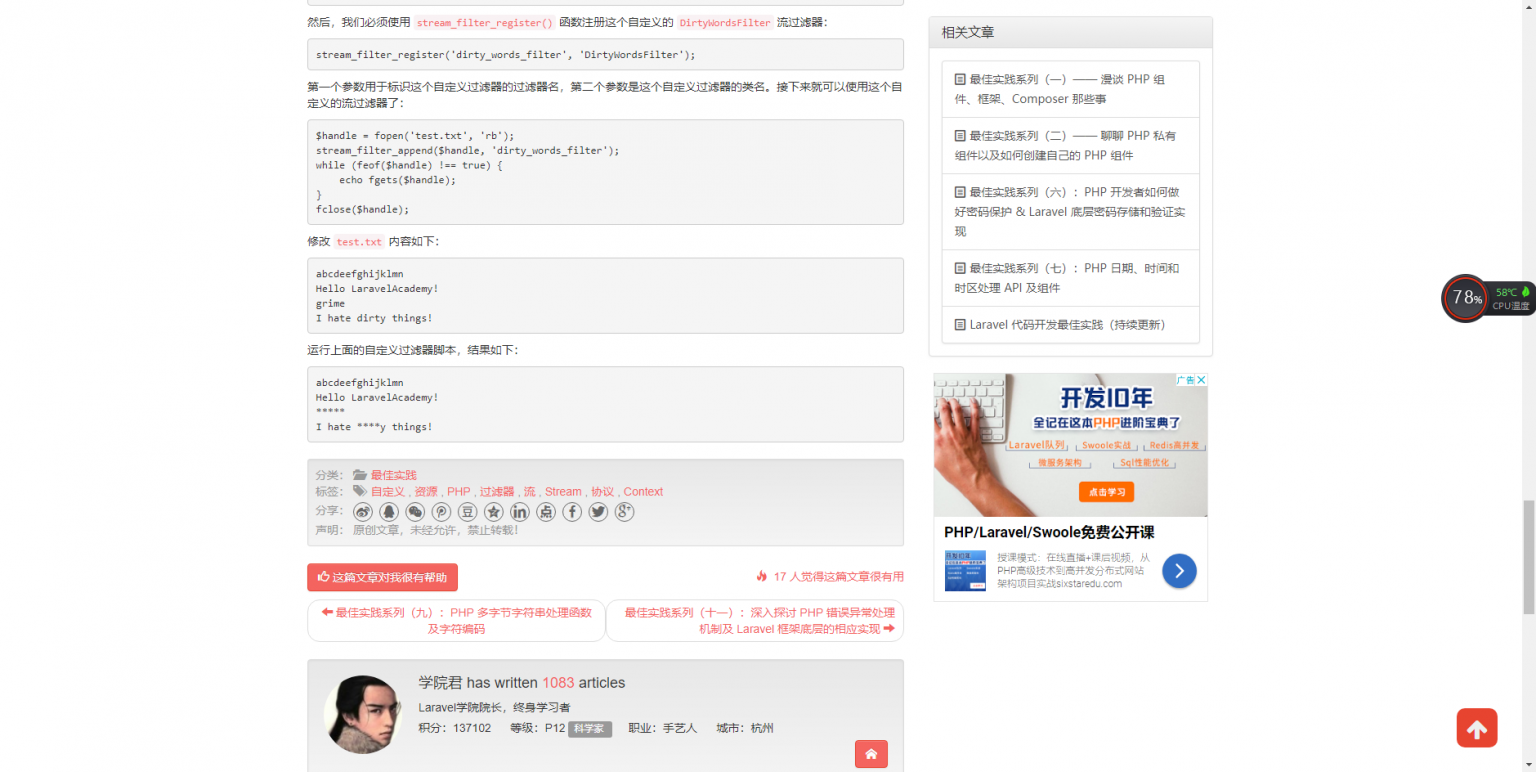 然后，我们必须使用 stream_filter_register() 函数注册这个自定义的 DirtyWordsFilter 流过滤器：
stream_filter_register('dirty_words_filter', 'DirtyWordsFilter');
第一个参数用于标识这个自定义过滤器的过滤器名，第二个参数是这个自定义过滤器的类名。接下来就可以使用这个自
定义的流过滤器了：
$handle = fopen('test.txt', 'rb');
stream_filter_append($handle, 'dirty_words_filter');
while (feof($handle) !== true) {
    echo fgets($handle);
}
fclose($handle);
修改 test.txt 内容如下：
abcdeefghijklmn
Hello LaravelAcademy!
grime
I hate dirty things!
运行上面的自定义过滤器脚本，结果如下：
abcdeefghijklmn
Hello LaravelAcademy!
*****
I hate ****y things!
分类： 最佳实践
标签： 自定义 , 资源 , PHP , 过滤器 , 流 , Stream , 协议 , Context
分享： 豆 in 点 f g+
声明： 原创文章，未经允许，禁止转载！
这篇文章对我很有帮助
17 人觉得这篇文章很有用
最佳实践系列（九）：PHP 多字节字符串处理函数
及字符编码
最佳实践系列（十一）：深入探讨 PHP 错误异常处理
机制及 Laravel 框架底层的相应实现
学院君 has written 1083 articles
Laravel学院院长，终身学习者
积分：137102 等级：P12 科学家 职业：手艺人 城市：杭州
相关文章
最佳实践系列（一）—— 漫谈 PHP 组
件、框架、Composer 那些事
最佳实践系列（二）—— 聊聊 PHP 私有
组件以及如何创建自己的 PHP 组件
最佳实践系列（六）：PHP 开发者如何做
好密码保护 & Laravel 底层密码存储和验证实
现
最佳实践系列（七）：PHP 日期、时间和
时区处理 API 及组件
Laravel 代码开发最佳实践（持续更新）
广告
开发10年
全记在这本PHP进阶宝典了
Laravel队列 Swoole实战 Redis高并发
微服务架构 Sql性能优化
点击学习
PHP/Laravel/Swoole免费公开课
授课模式：在线直播+课后视频，从
PHP高级技术到高并发分布式网站
架构项目实战sixstaredu.com
78%
58℃
CPU温度